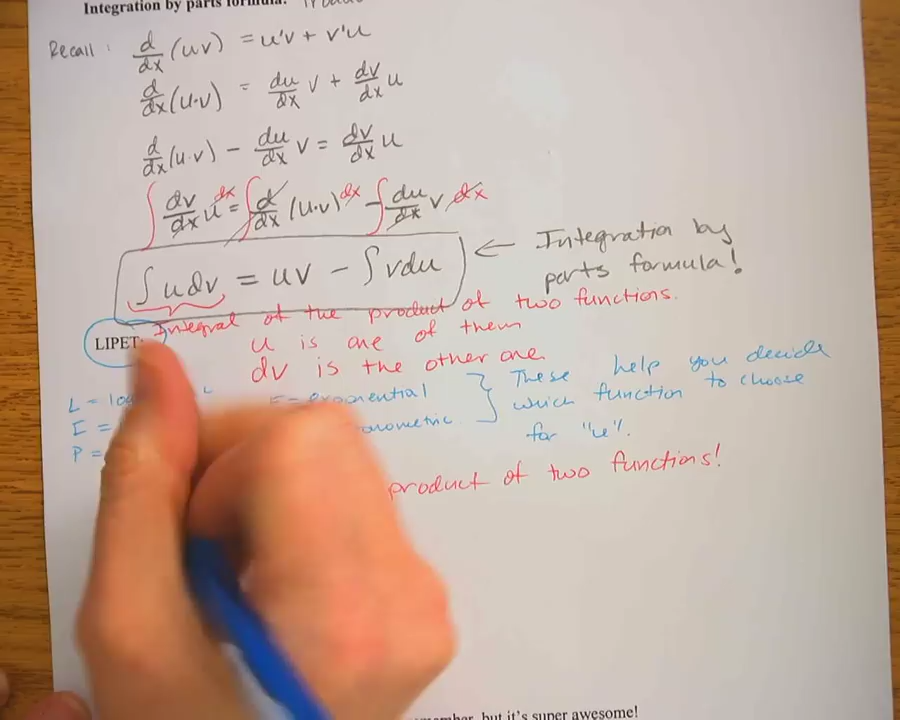 Integration by parts formula:
Recall: d/dx (uv) = u'v + v'u
d/dx (u·v) = du/dx v + dv/dx u
d/dx (u·v) - du/dx v = dv/dx u
∫ dv/dx u dx = ∫ d/dx (u·v) dx - ∫ du/dx v dx
∫ u dv = uv - ∫ v du ← Integration by
parts formula!
Integral of the product of two functions.
LIPET:
u is one of them
dv is the other one
L = E = exponential } These help you decide
I = which function to choose
for "u".
P =
product of two functions!
but it's super awesome!